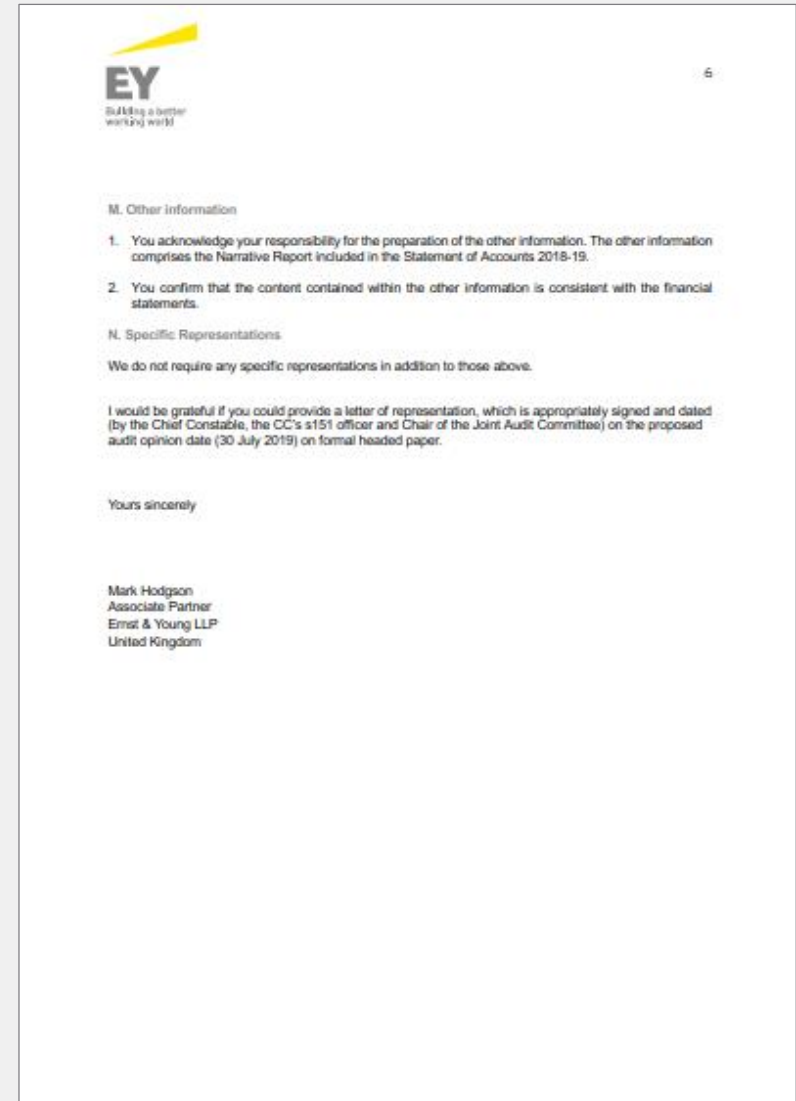 EY
Building a better
working world
6
M. Other information
1. You acknowledge your responsibility for the preparation of the other information. The other information
comprises the Narrative Report included in the Statement of Accounts 2018-19.
2. You confirm that the content contained within the other information is consistent with the financial
statements.
N. Specific Representations
We do not require any specific representations in addition to those above.
I would be grateful if you could provide a letter of representation, which is appropriately signed and dated
(by the Chief Constable, the CC's s151 officer and Chair of the Joint Audit Committee) on the proposed
audit opinion date (30 July 2019) on formal headed paper.
Yours sincerely
Mark Hodgson
Associate Partner
Ernst & Young LLP
United Kingdom